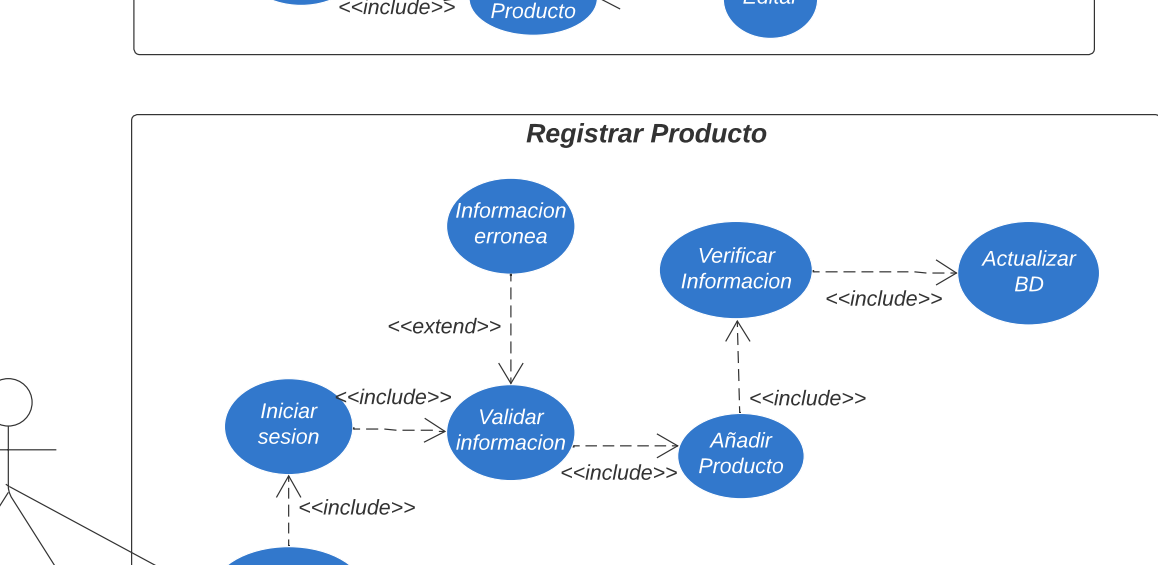 <<include>>
Producto
Editar
Registrar Producto
Informacion
erronea
Verificar
Informacion
Actualizar
BD
<<include>>
<<extend>>
<<include>>
<<include>>
Iniciar
sesion
Validar
informacion
Añadir
Producto
<<include>>
<<include>>